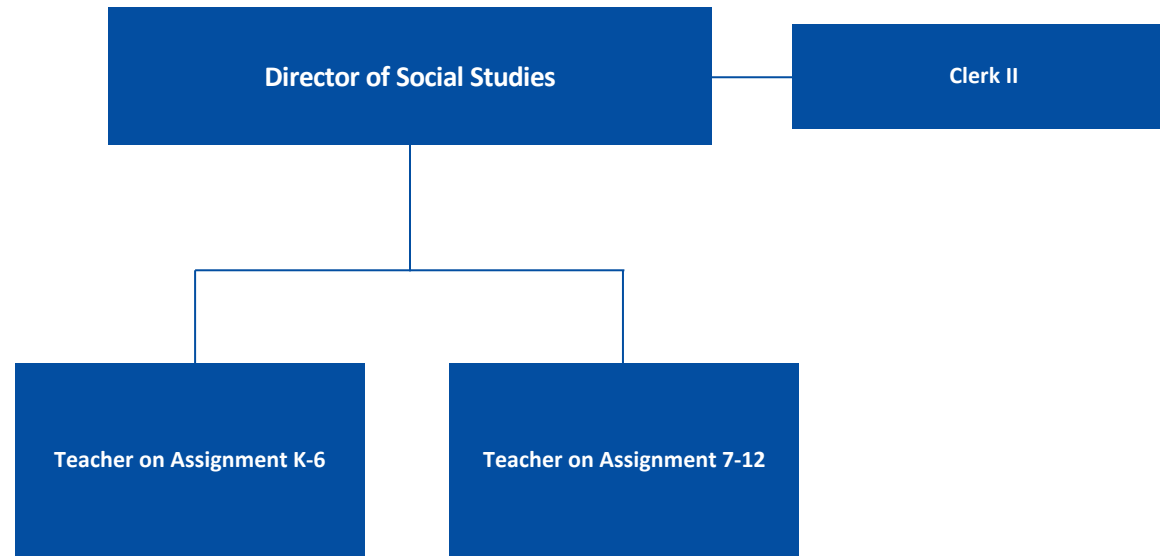 Director of Social Studies
Clerk II
Teacher on Assignment K-6
Teacher on Assignment 7-12